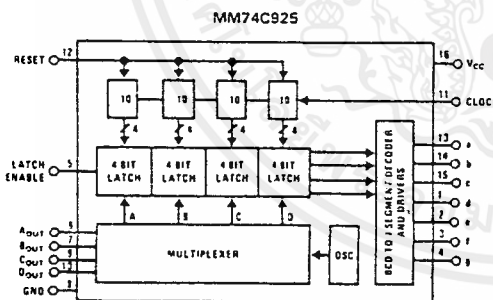 MM74C925
RESET 12
16 VCC
11 CLOCK
10 10 10 10
4 4 4 4
LATCH ENABLE 5
4 BIT LATCH
4 BIT LATCH
4 BIT LATCH
4 BIT LATCH
A B C D
MULTIPLEXER
OSC
BCD TO 7 SEGMENT DECODER AND DRIVERS
13 a
14 b
15 c
1 d
2 e
3 f
4 g
AOUT 6
BOUT 7
COUT 9
DOUT 10
GND 8